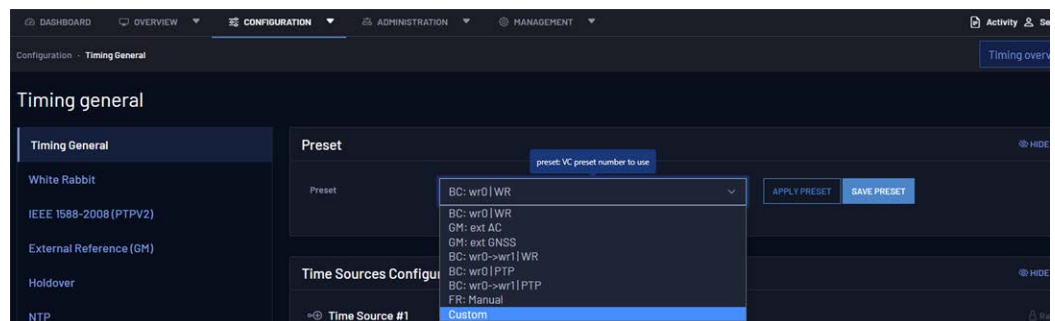 DASHBOARD OVERVIEW CONFIGURATION ADMINISTRATION MANAGEMENT Activity Se
Configuration - Timing General Timing overv
Timing general
Timing General
White Rabbit
IEEE 1588-2008 (PTPV2)
External Reference (GM)
Holdover
NTP
Preset HIDE
preset: VC preset number to use
Preset BC: wr0|WR APPLY PRESET SAVE PRESET
BC: wr0|WR
GM: ext AC
GM: ext GNSS
BC: wr0->wr1|WR
BC: wr0|PTP
BC: wr0->wr1|PTP
FR: Manual
Custom
Time Sources Configu HIDE
Time Source #1